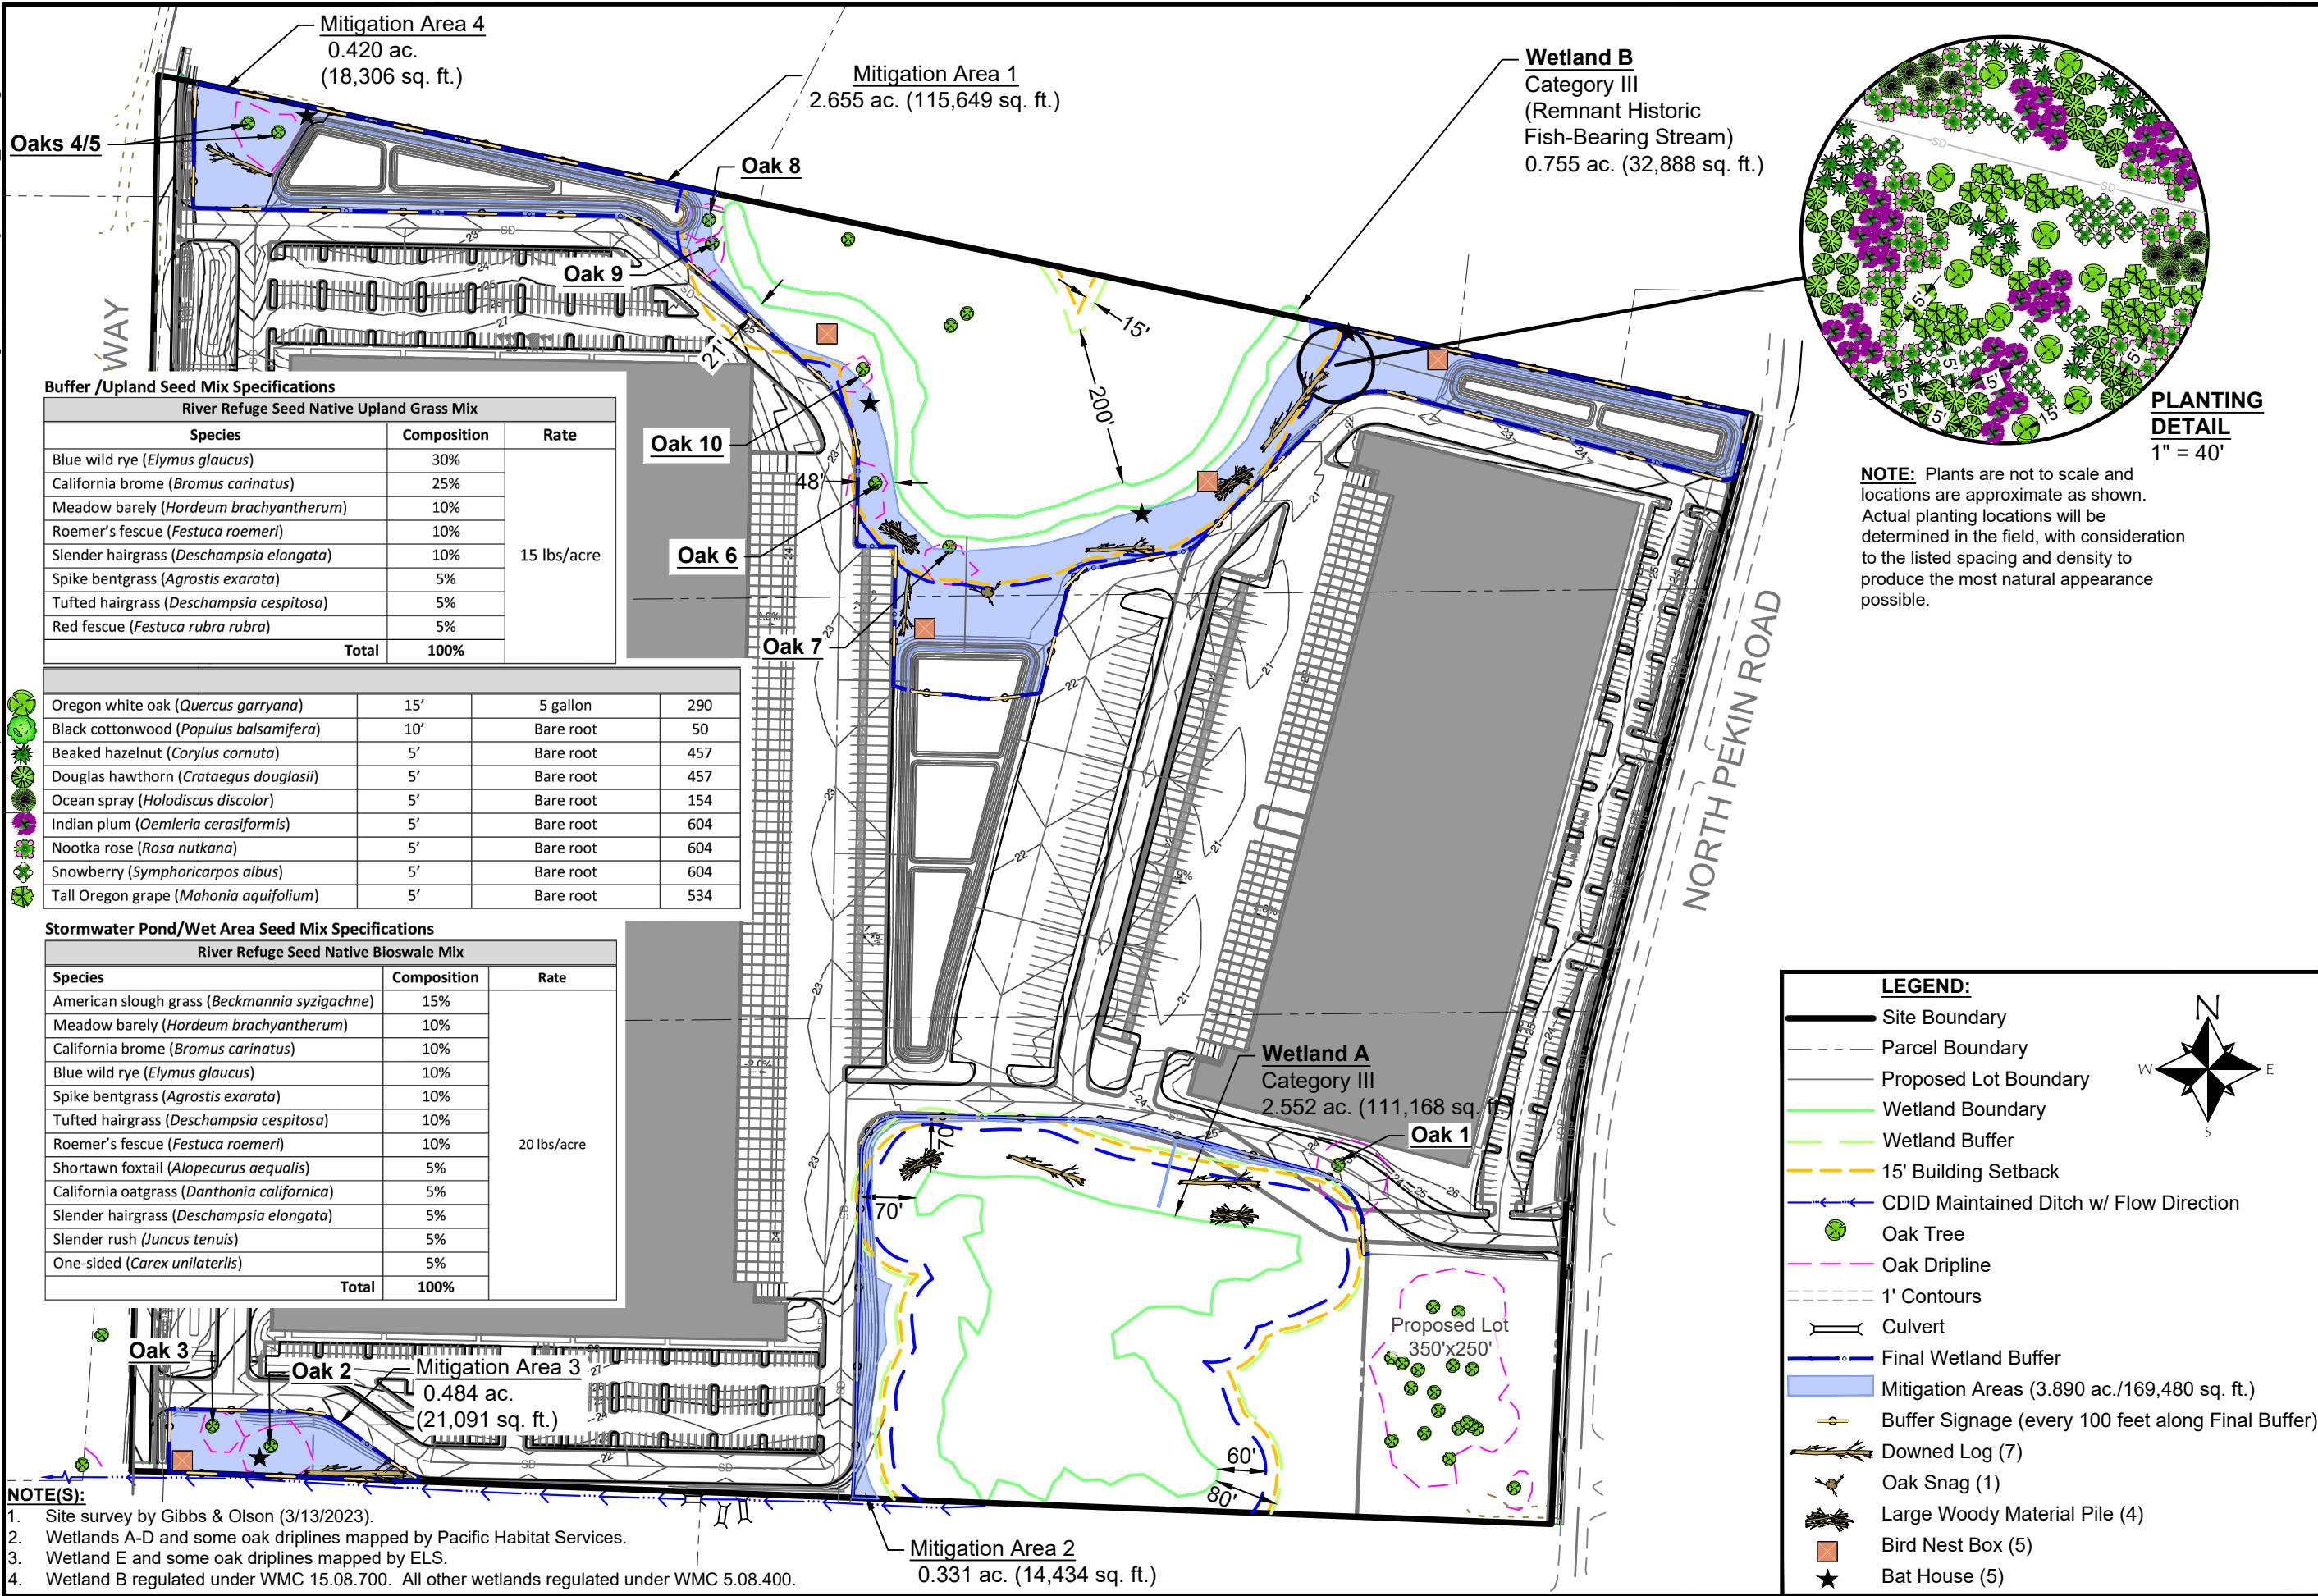 Mitigation Area 4
0.420 ac.
(18,306 sq. ft.)
Mitigation Area 1
2.655 ac. (115,649 sq. ft.)
Wetland B
Category III
(Remnant Historic
Fish-Bearing Stream)
0.755 ac. (32,888 sq. ft.)
Oaks 4/5
Oak 8
Oak 9
Oak 10
Oak 6
Oak 7
21'
15'
200'
48'
WAY
NORTH PEKIN ROAD
PLANTING
DETAIL
1" = 40'
NOTE: Plants are not to scale and
locations are approximate as shown.
Actual planting locations will be
determined in the field, with consideration
to the listed spacing and density to
produce the most natural appearance
possible.
Buffer /Upland Seed Mix Specifications
River Refuge Seed Native Upland Grass Mix
Species Composition Rate
Blue wild rye (Elymus glaucus) 30%
California brome (Bromus carinatus) 25%
Meadow barely (Hordeum brachyantherum) 10%
Roemer's fescue (Festuca roemeri) 10%
Slender hairgrass (Deschampsia elongata) 10% 15 lbs/acre
Spike bentgrass (Agrostis exarata) 5%
Tufted hairgrass (Deschampsia cespitosa) 5%
Red fescue (Festuca rubra rubra) 5%
Total 100%
Oregon white oak (Quercus garryana) 15' 5 gallon 290
Black cottonwood (Populus balsamifera) 10' Bare root 50
Beaked hazelnut (Corylus cornuta) 5' Bare root 457
Douglas hawthorn (Crataegus douglasii) 5' Bare root 457
Ocean spray (Holodiscus discolor) 5' Bare root 154
Indian plum (Oemleria cerasiformis) 5' Bare root 604
Nootka rose (Rosa nutkana) 5' Bare root 604
Snowberry (Symphoricarpos albus) 5' Bare root 604
Tall Oregon grape (Mahonia aquifolium) 5' Bare root 534
Stormwater Pond/Wet Area Seed Mix Specifications
River Refuge Seed Native Bioswale Mix
Species Composition Rate
American slough grass (Beckmannia syzigachne) 15%
Meadow barely (Hordeum brachyantherum) 10%
California brome (Bromus carinatus) 10%
Blue wild rye (Elymus glaucus) 10%
Spike bentgrass (Agrostis exarata) 10%
Tufted hairgrass (Deschampsia cespitosa) 10%
Roemer's fescue (Festuca roemeri) 10% 20 lbs/acre
Shortawn foxtail (Alopecurus aequalis) 5%
California oatgrass (Danthonia californica) 5%
Slender hairgrass (Deschampsia elongata) 5%
Slender rush (Juncus tenuis) 5%
One-sided (Carex unilaterlis) 5%
Total 100%
Wetland A
Category III
2.552 ac. (111,168 sq. ft.)
Oak 1
70'
70'
60'
80'
Proposed Lot
350'x250'
Oak 3
Oak 2
Mitigation Area 3
0.484 ac.
(21,091 sq. ft.)
Mitigation Area 2
0.331 ac. (14,434 sq. ft.)
LEGEND:
N
W E
S
Site Boundary
Parcel Boundary
Proposed Lot Boundary
Wetland Boundary
Wetland Buffer
15' Building Setback
CDID Maintained Ditch w/ Flow Direction
Oak Tree
Oak Dripline
1' Contours
Culvert
Final Wetland Buffer
Mitigation Areas (3.890 ac./169,480 sq. ft.)
Buffer Signage (every 100 feet along Final Buffer)
Downed Log (7)
Oak Snag (1)
Large Woody Material Pile (4)
Bird Nest Box (5)
Bat House (5)
NOTE(S):
1. Site survey by Gibbs & Olson (3/13/2023).
2. Wetlands A-D and some oak driplines mapped by Pacific Habitat Services.
3. Wetland E and some oak driplines mapped by ELS.
4. Wetland B regulated under WMC 15.08.700. All other wetlands regulated under WMC 5.08.400.